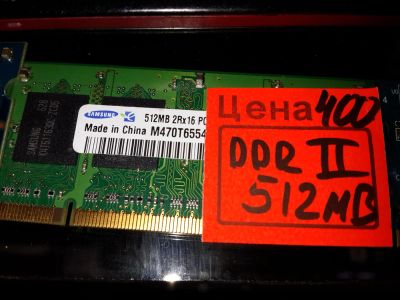 SAMSUNG
512MB 2Rx16 PC
Made in China M470T6554
Цена 400
DDR II
512MB